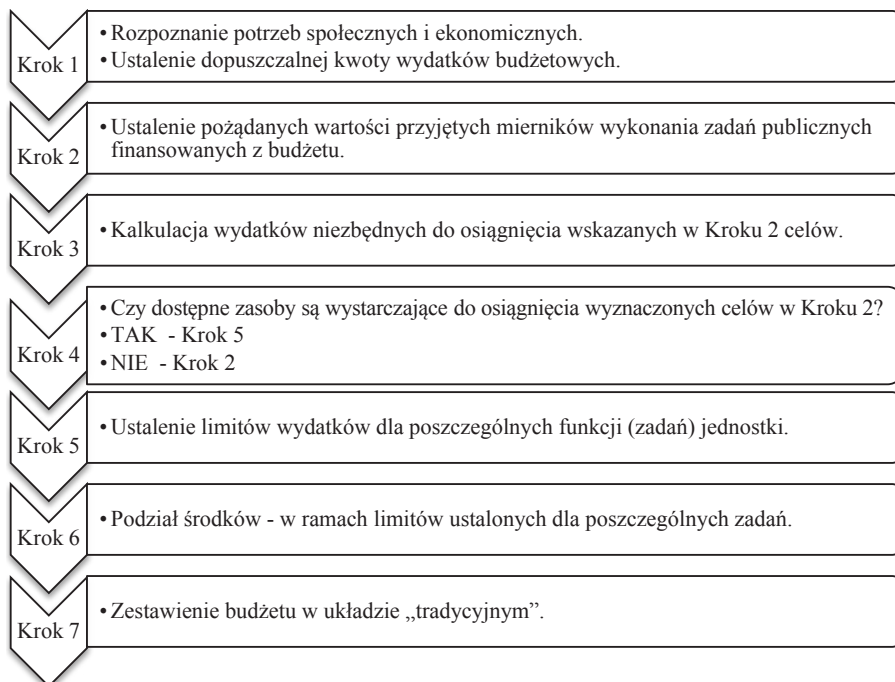 Krok 1
• Rozpoznanie potrzeb społecznych i ekonomicznych.
• Ustalenie dopuszczalnej kwoty wydatków budżetowych.
Krok 2
• Ustalenie pożądanych wartości przyjętych mierników wykonania zadań publicznych
finansowanych z budżetu.
Krok 3
• Kalkulacja wydatków niezbędnych do osiągnięcia wskazanych w Kroku 2 celów.
Krok 4
• Czy dostępne zasoby są wystarczające do osiągnięcia wyznaczonych celów w Kroku 2?
• TAK - Krok 5
• NIE - Krok 2
Krok 5
• Ustalenie limitów wydatków dla poszczególnych funkcji (zadań) jednostki.
Krok 6
• Podział środków - w ramach limitów ustalonych dla poszczególnych zadań.
Krok 7
• Zestawienie budżetu w układzie „tradycyjnym”.